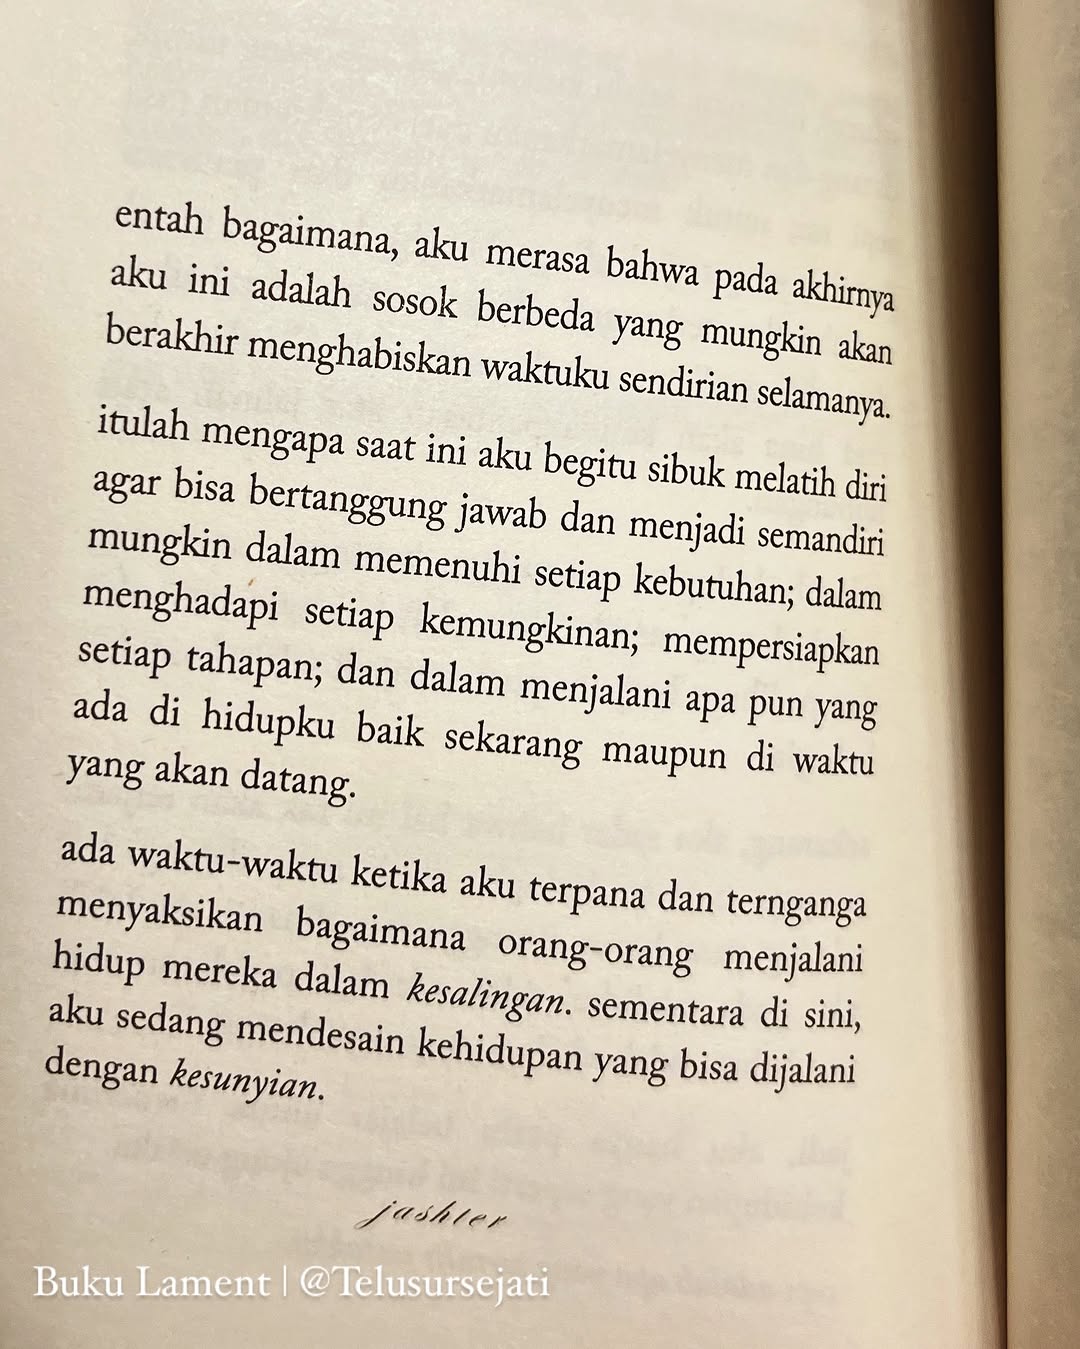 entah bagaimana, aku merasa bahwa pada akhirnya
aku ini adalah sosok berbeda yang mungkin akan
berakhir menghabiskan waktuku sendirian selamanya.
itulah mengapa saat ini aku begitu sibuk melatih diri
agar bisa bertanggung jawab dan menjadi semandiri
mungkin dalam memenuhi setiap kebutuhan; dalam
menghadapi setiap kemungkinan; mempersiapkan
setiap tahapan; dan dalam menjalani apa pun yang
ada di hidupku baik sekarang maupun di waktu
yang akan datang.
ada waktu-waktu ketika aku terpana dan ternganga
menyaksikan bagaimana orang-orang menjalani
hidup mereka dalam kesalingan. sementara di sini,
aku sedang mendesain kehidupan yang bisa dijalani
dengan kesunyian.
jashter
Buku Lament | @Telusursejati